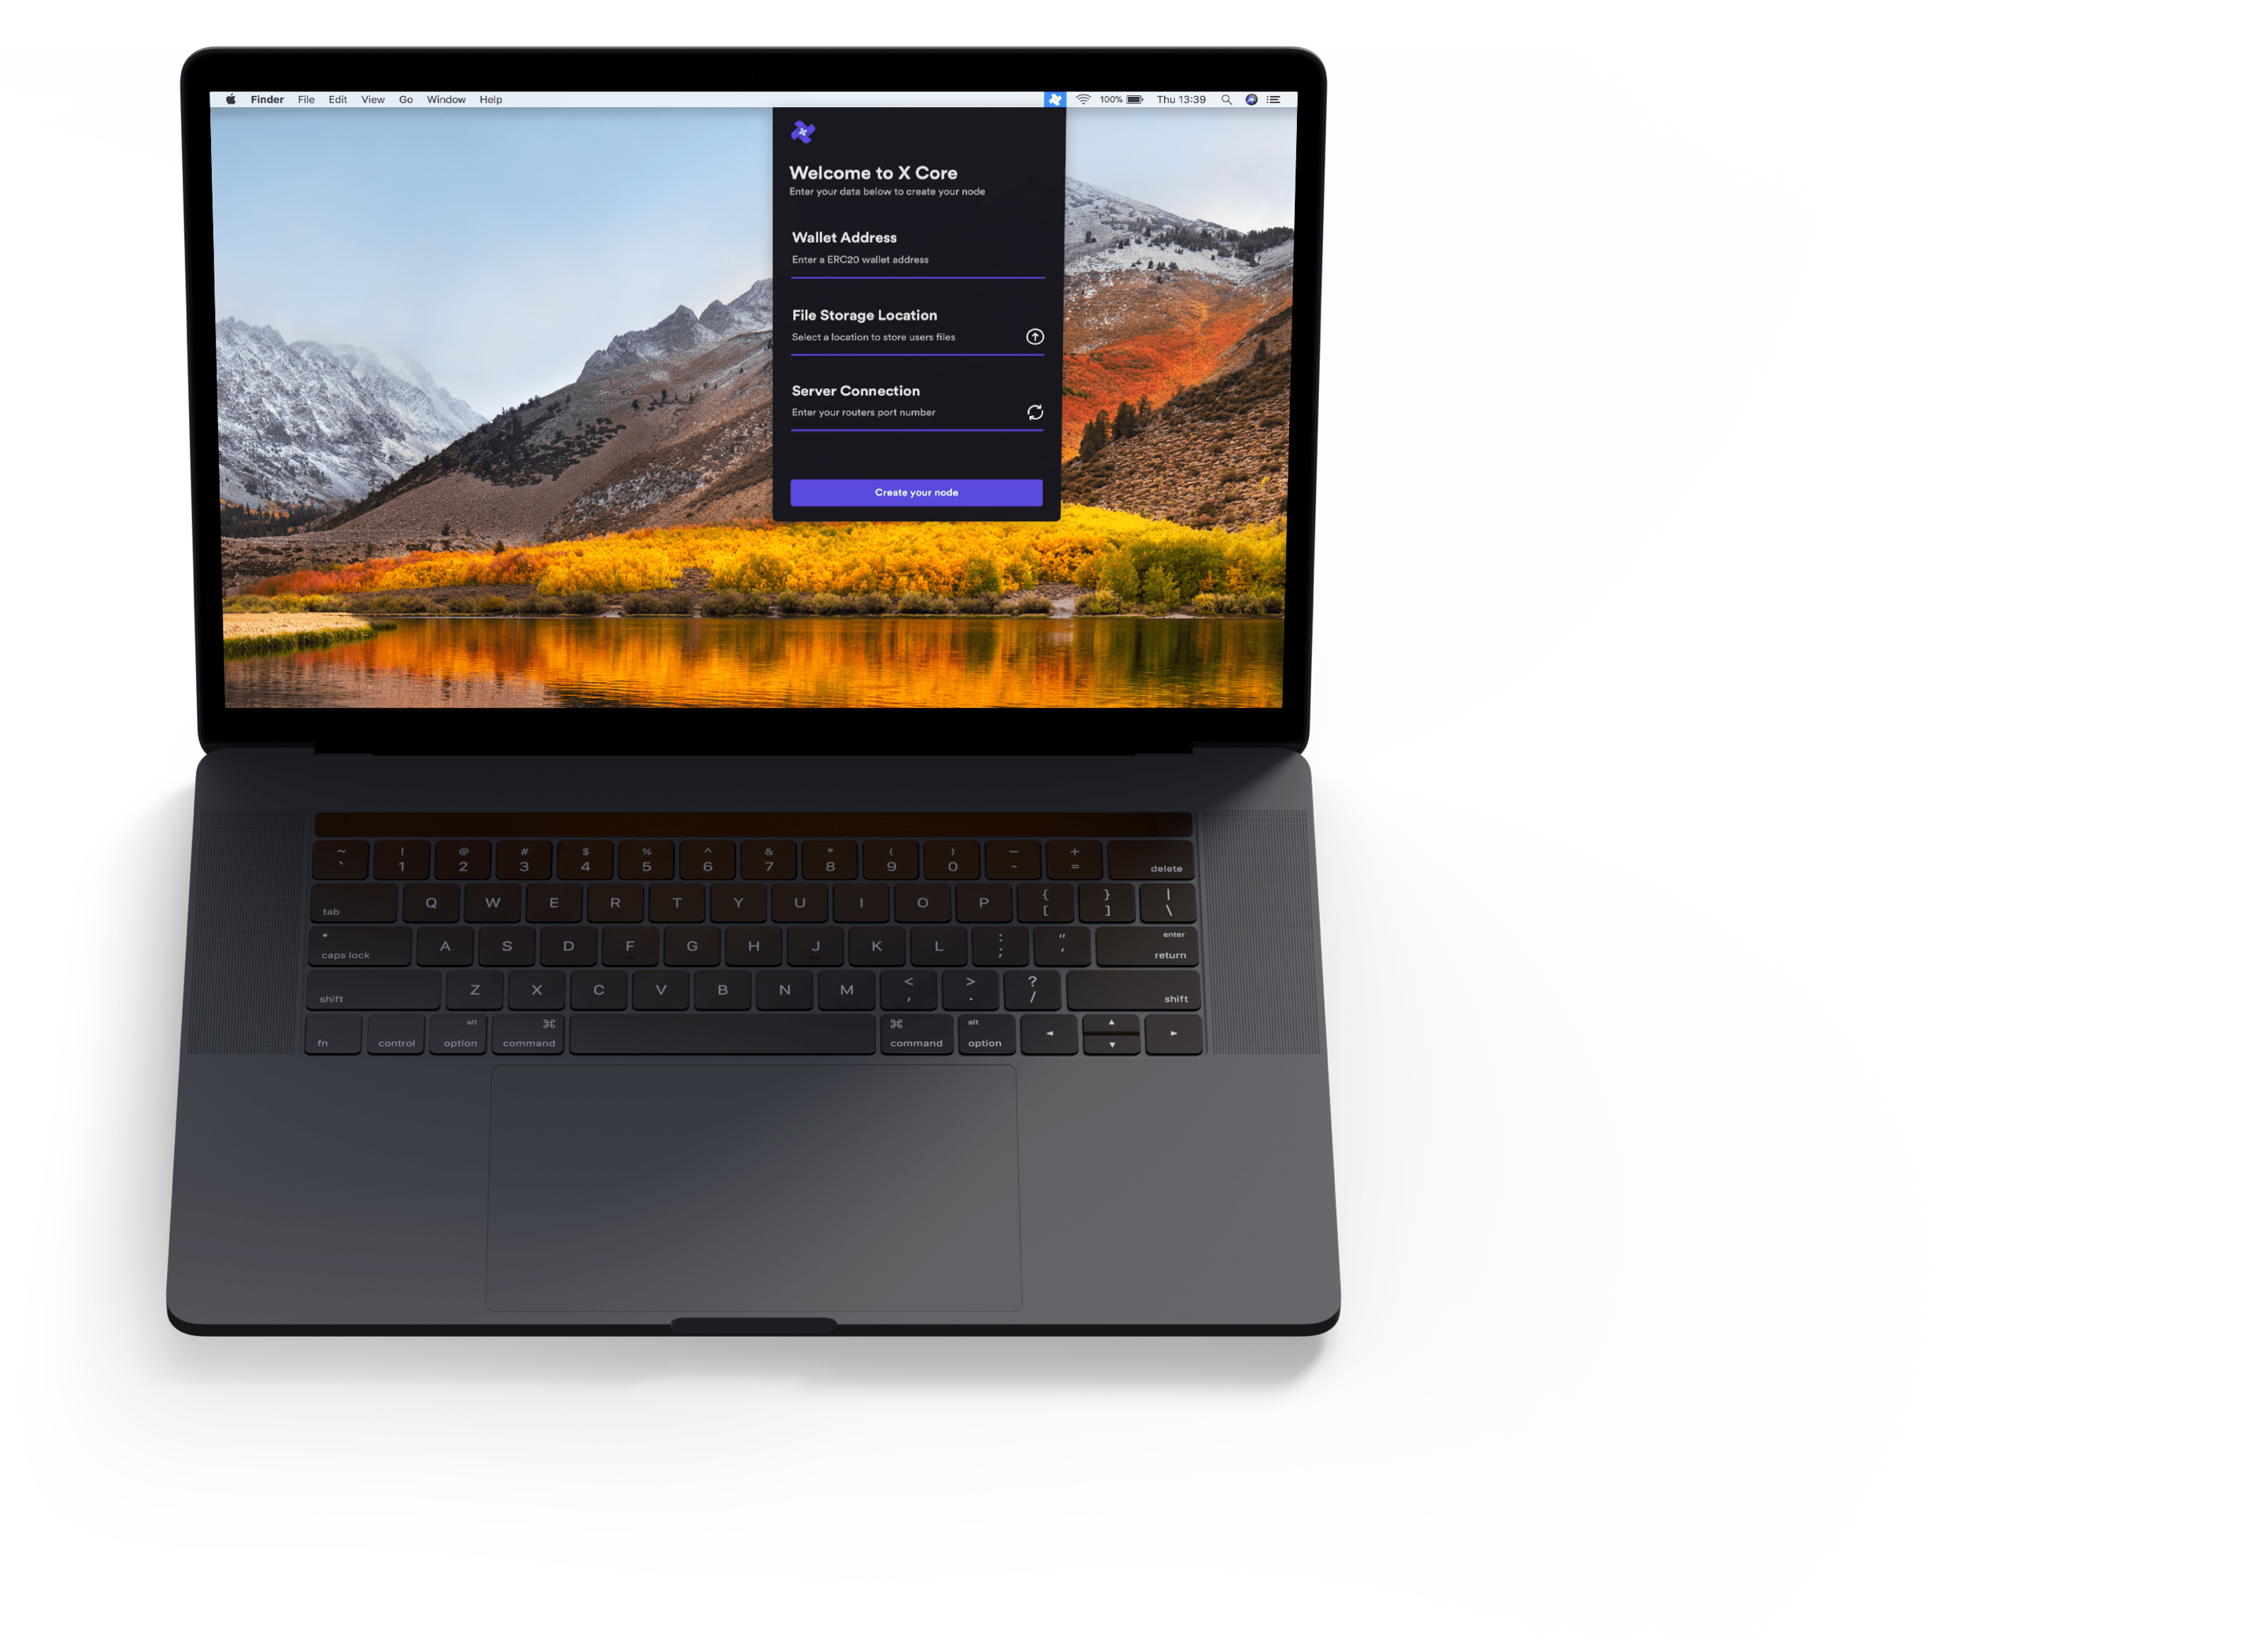 Finder File Edit View Go Window Help 100% Thu 13:39
Welcome to X Core
Enter your data below to create your node
Wallet Address
Enter a ERC20 wallet address
File Storage Location
Select a location to store users files
Server Connection
Enter your routers port number
Create your node
~ ! @ # $ % ^ & * ( ) — +
` 1 2 3 4 5 6 7 8 9 0 - = delete
tab Q W E R T Y U I O P { [ } ] | \
caps lock A S D F G H J K L : ; " ' enter return
shift Z X C V B N M < , > . ? / shift
fn control alt option ⌘ command ⌘ command alt option